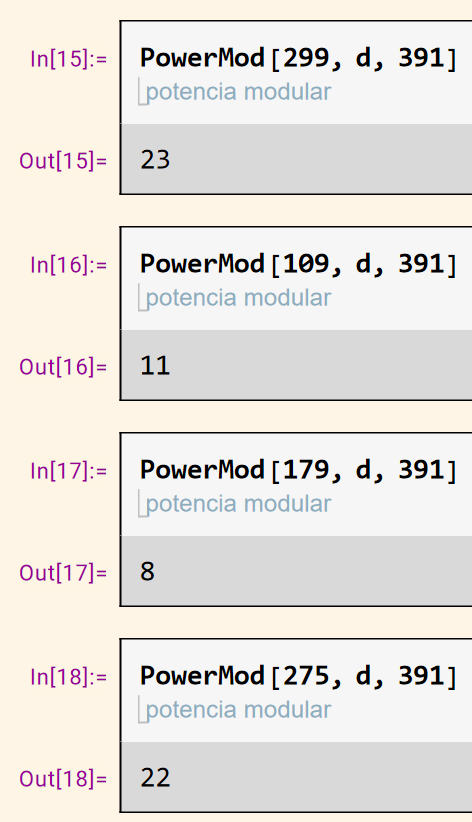 In[15]:= PowerMod[299, d, 391]
potencia modular
Out[15]= 23
In[16]:= PowerMod[109, d, 391]
potencia modular
Out[16]= 11
In[17]:= PowerMod[179, d, 391]
potencia modular
Out[17]= 8
In[18]:= PowerMod[275, d, 391]
potencia modular
Out[18]= 22